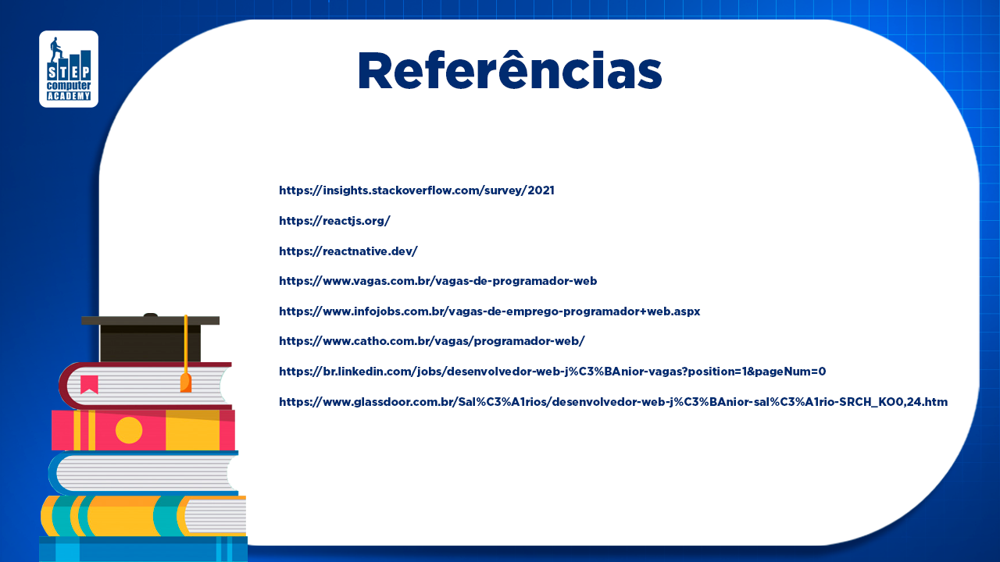 STEP
computer
ACADEMY
Referências
https://insights.stackoverflow.com/survey/2021
https://reactjs.org/
https://reactnative.dev/
https://www.vagas.com.br/vagas-de-programador-web
https://www.infojobs.com.br/vagas-de-emprego-programador+web.aspx
https://www.catho.com.br/vagas/programador-web/
https://br.linkedin.com/jobs/desenvolvedor-web-j%C3%BAnior-vagas?position=1&pageNum=0
https://www.glassdoor.com.br/Sal%C3%A1rios/desenvolvedor-web-j%C3%BAnior-sal%C3%A1rio-SRCH_KO0,24.htm